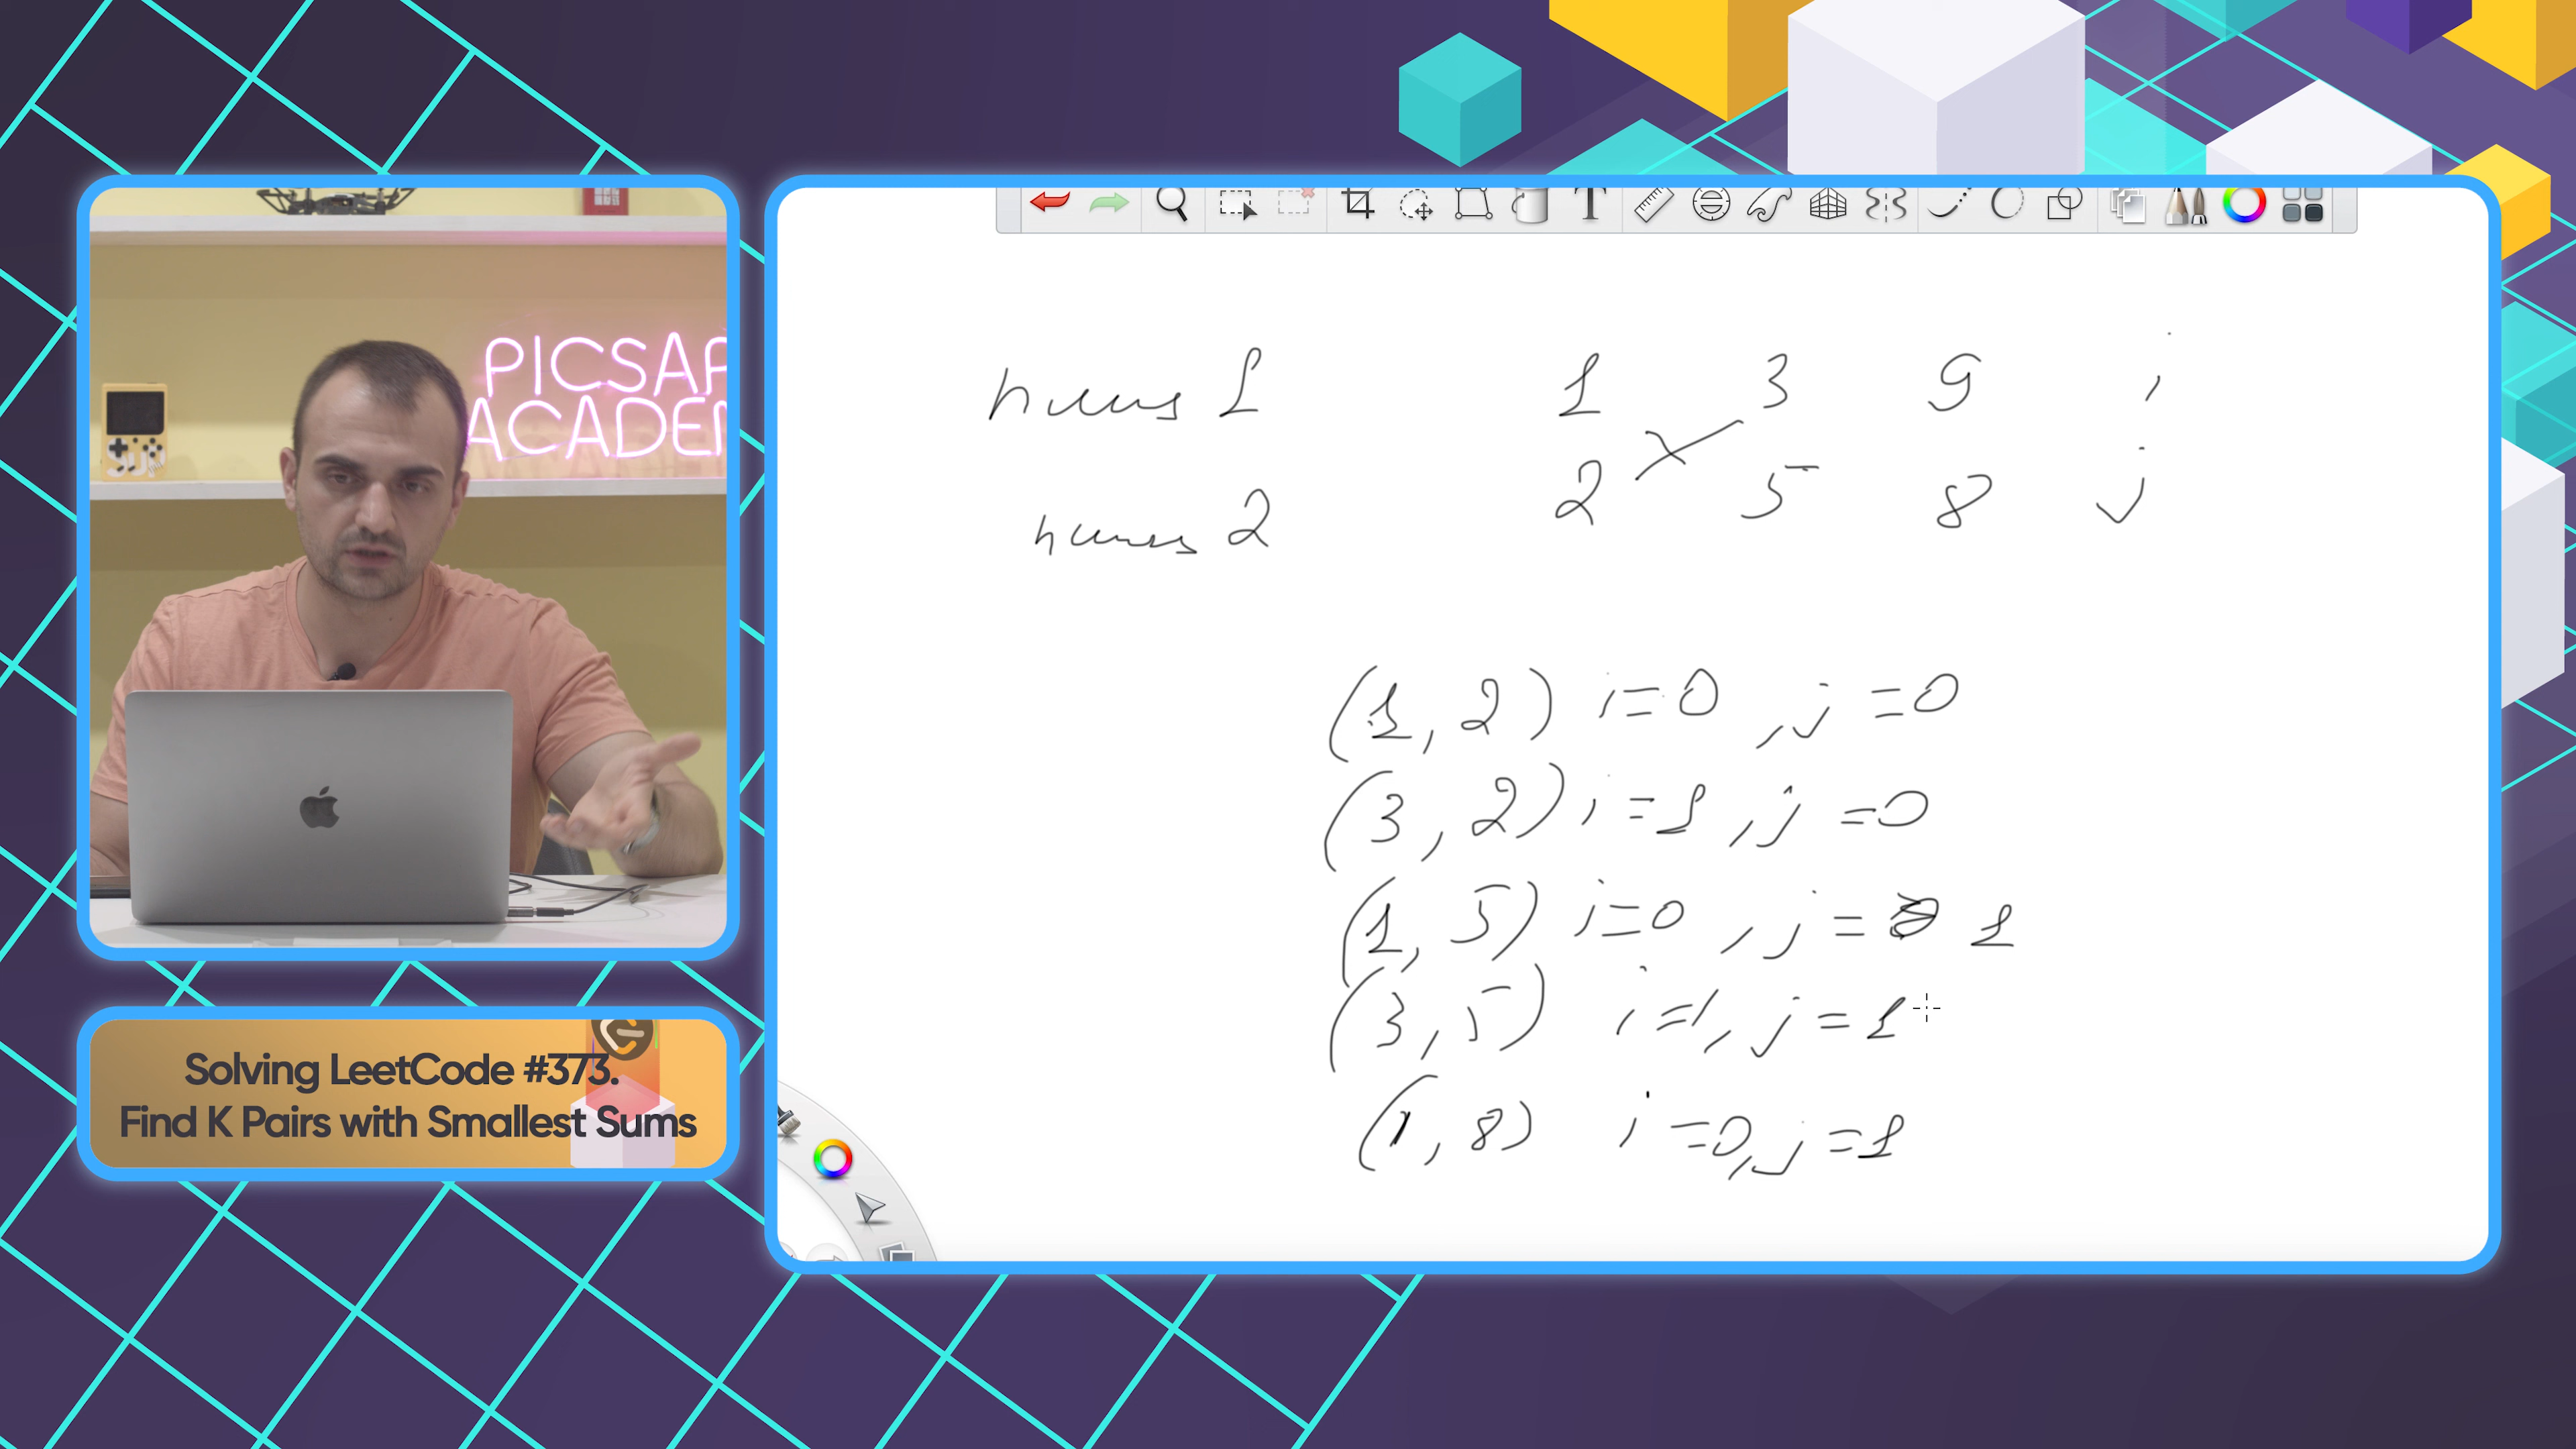 PICSAR
ACADEM
SUP
Solving LeetCode #373.
Find K Pairs with Smallest Sums
T
nums 1 1 3 9 i
nums 2 2 5 8 j
(1, 2) i=0 , j=0
(3, 2) i=1 , j=0
(1, 5) i=0 , j= 1
(3, 5) i=1, j=1
(1, 8) i=0, j=1